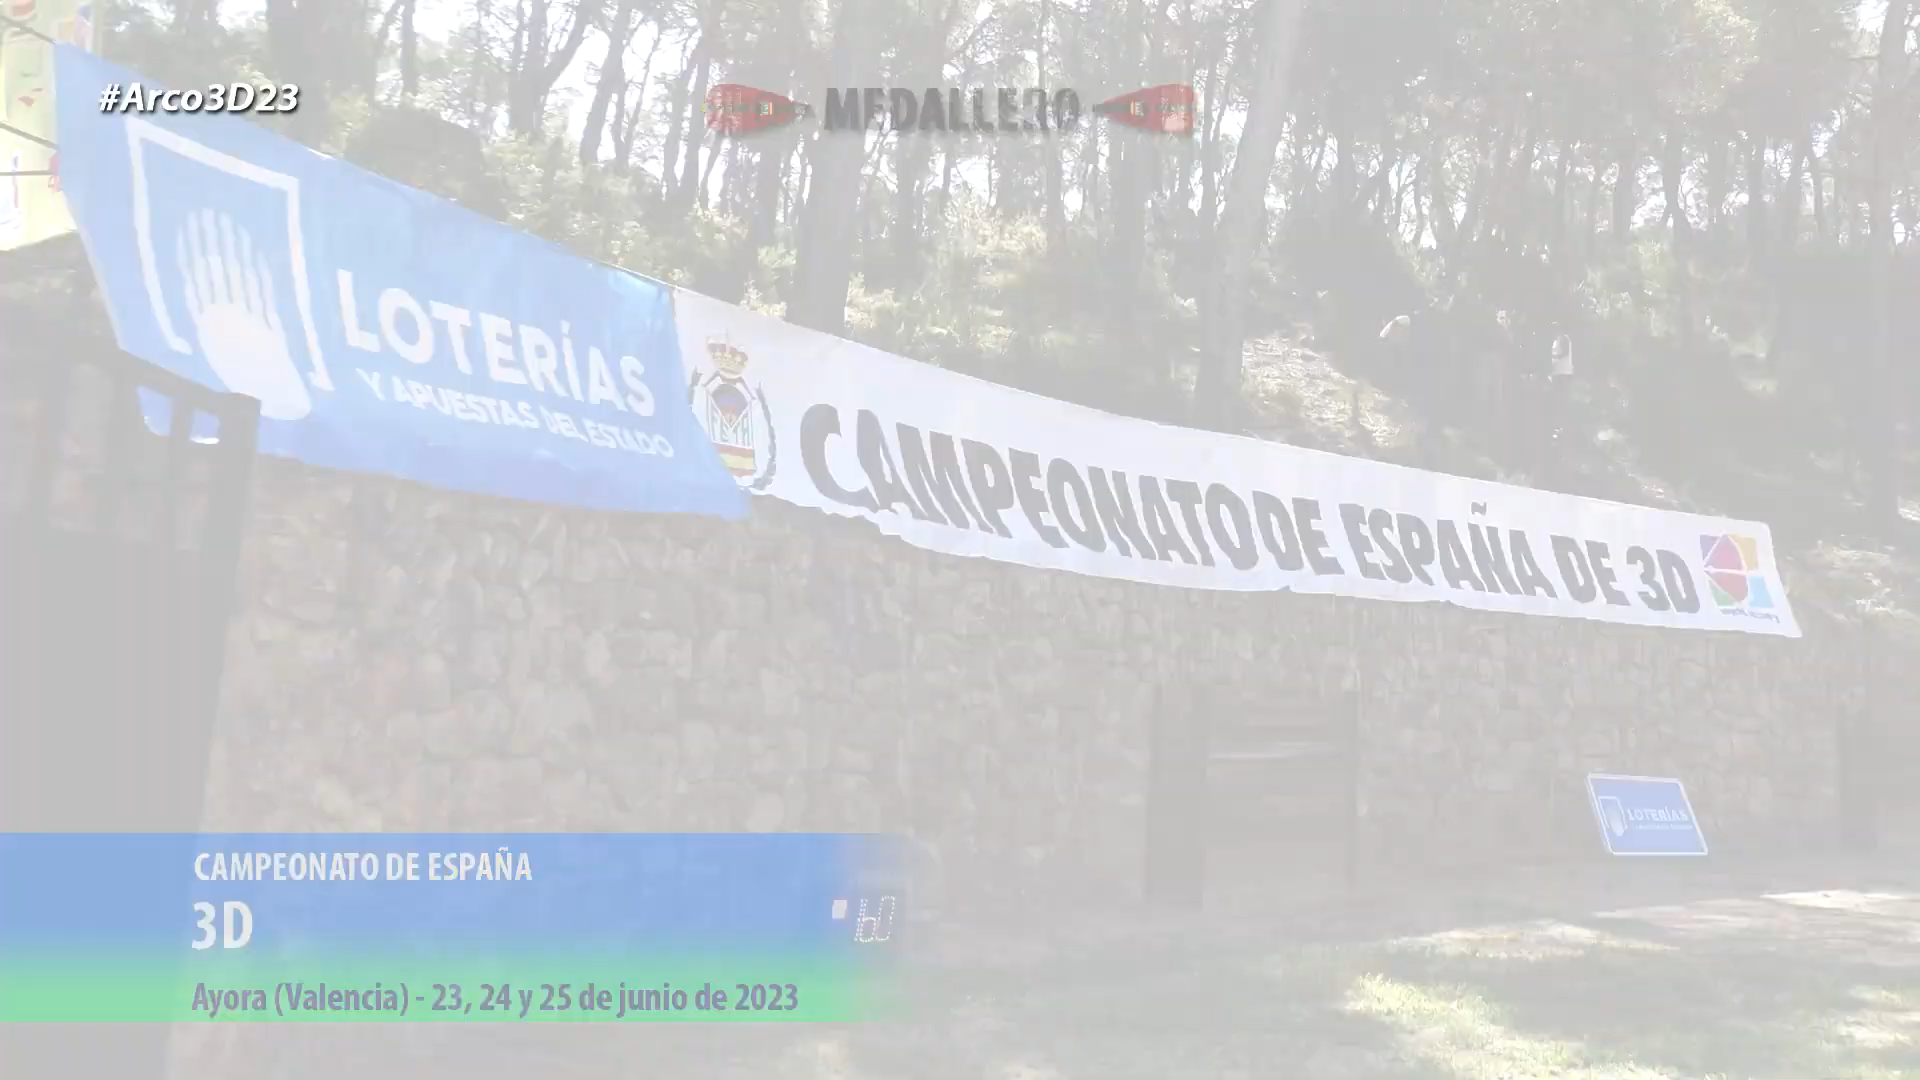 #Arco3D23
LOTERÍAS
Y APUESTAS DEL ESTADO
CAMPEONATO DE ESPAÑA DE 3D
LOTERÍAS
CAMPEONATO DE ESPAÑA
3D
60
Ayora (Valencia) - 23, 24 y 25 de junio de 2023